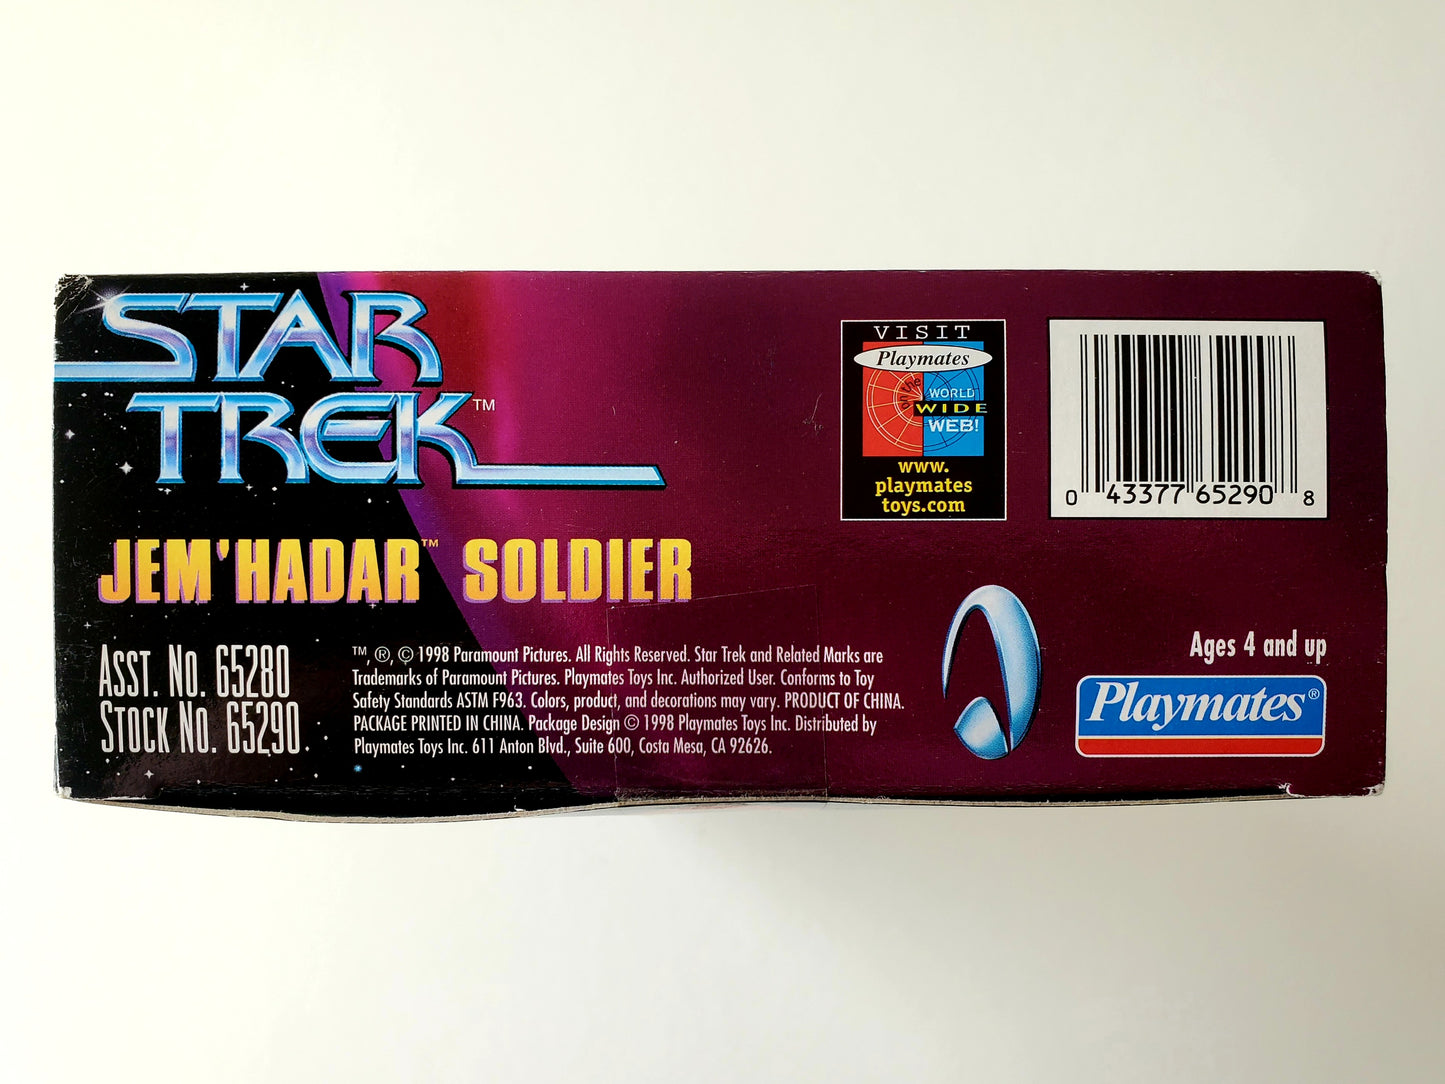 STAR
TREK™
JEM'HADAR™ SOLDIER
ASST. NO. 65280
STOCK NO. 65290
™, ®, © 1998 Paramount Pictures. All Rights Reserved. Star Trek and Related Marks are
Trademarks of Paramount Pictures. Playmates Toys Inc. Authorized User. Conforms to Toy
Safety Standards ASTM F963. Colors, product, and decorations may vary. PRODUCT OF CHINA.
PACKAGE PRINTED IN CHINA. Package Design © 1998 Playmates Toys Inc. Distributed by
Playmates Toys Inc. 611 Anton Blvd., Suite 600, Costa Mesa, CA 92626.
VISIT
Playmates
on the
WORLD
WIDE
WEB!
www.
playmates
toys.com
0 43377 65290 8
Ages 4 and up
Playmates®